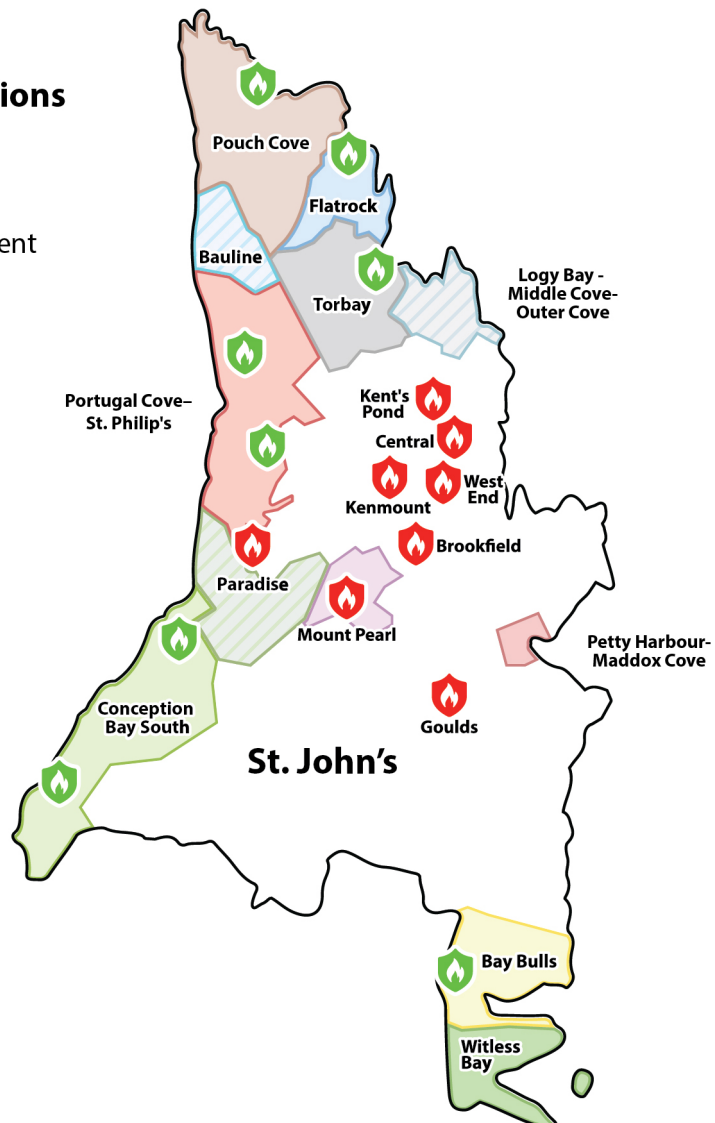 ions
ent
Pouch Cove
Flatrock
Bauline
Torbay
Logy Bay -
Middle Cove-
Outer Cove
Portugal Cove–
St. Philip's
Kent's
Pond
Central
Kenmount
West
End
Brookfield
Paradise
Mount Pearl
Petty Harbour-
Maddox Cove
Conception
Bay South
Goulds
St. John’s
Bay Bulls
Witless
Bay